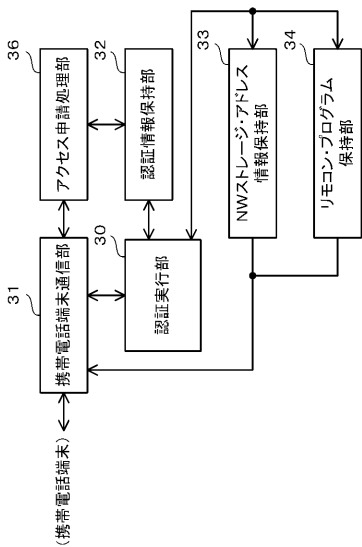 36
アクセス申請処理部
32
認証情報保持部
33
NWストレージ・アドレス
情報保持部
34
リモコン・プログラム
保持部
31
携帯電話端末通信部
30
認証実行部
(携帯電話端末)